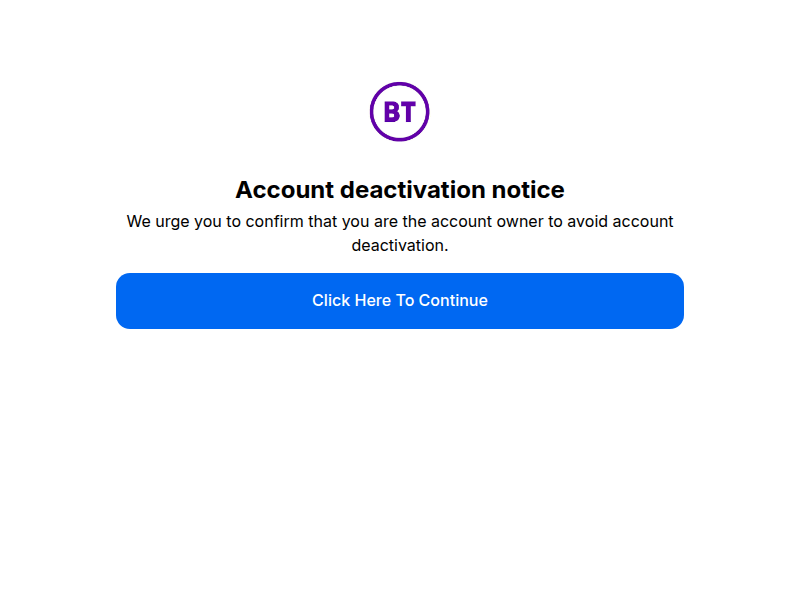 BT
Account deactivation notice
We urge you to confirm that you are the account owner to avoid account
deactivation.
Click Here To Continue